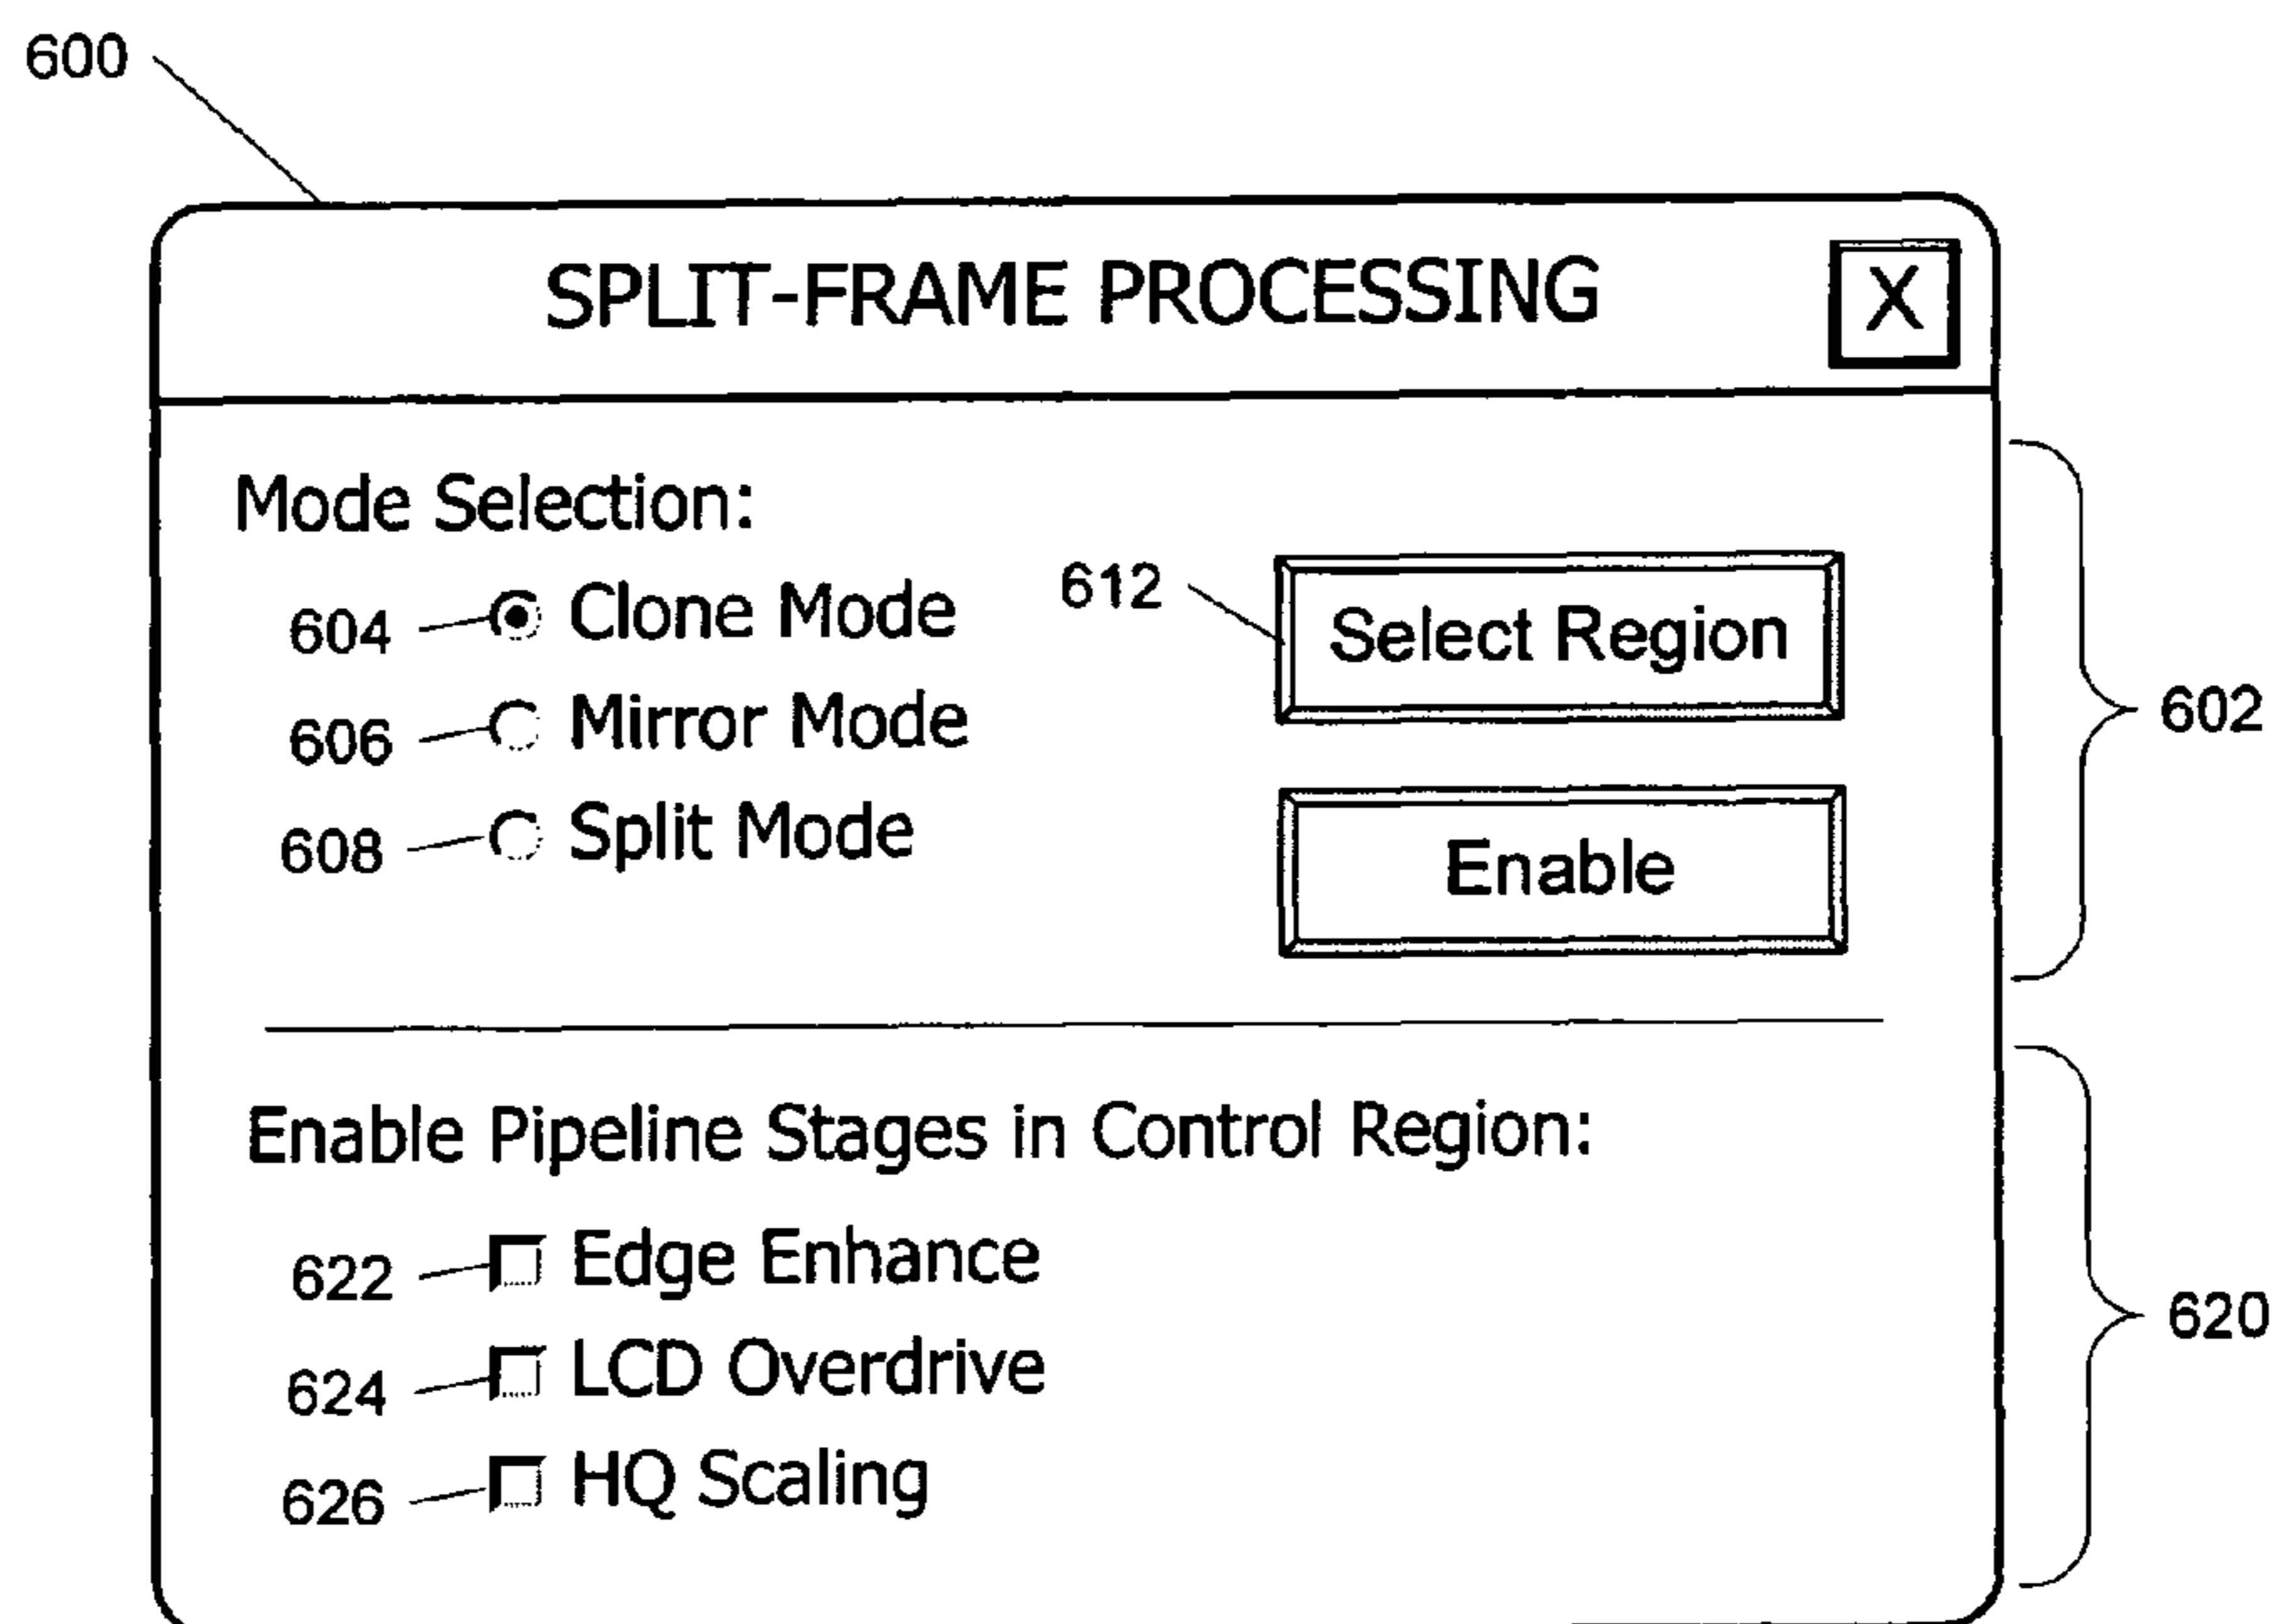 600
SPLIT-FRAME PROCESSING X
Mode Selection:
604 Clone Mode
606 Mirror Mode
608 Split Mode
612 Select Region
Enable
602
Enable Pipeline Stages in Control Region:
622 Edge Enhance
624 LCD Overdrive
626 HQ Scaling
620